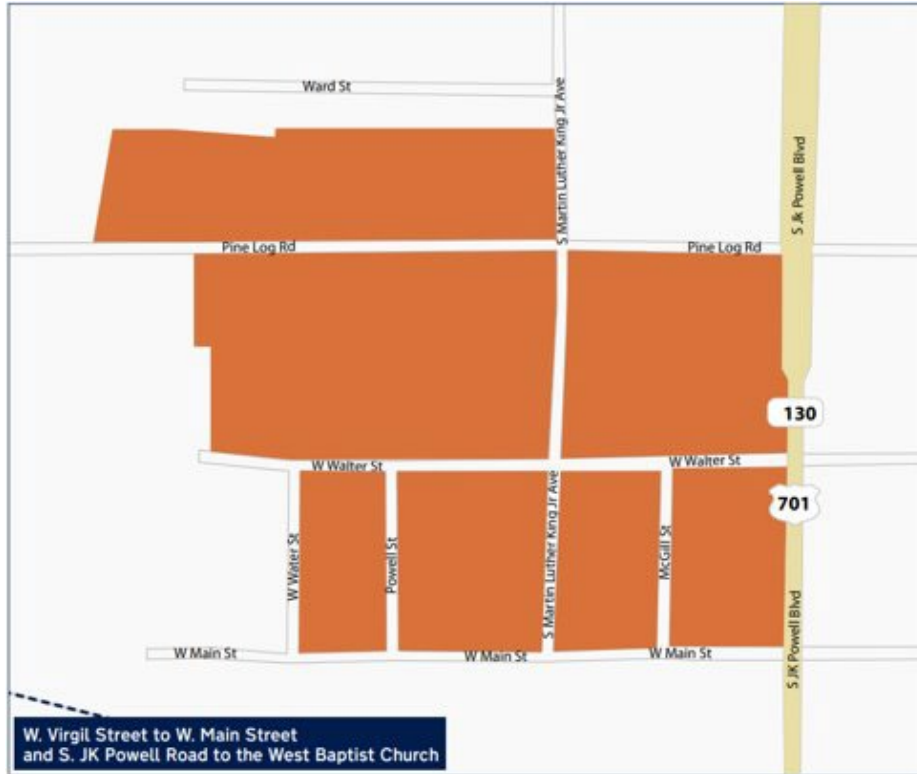 Ward St
S Martin Luther King Jr Ave
S Jk Powell Blvd
Pine Log Rd
Pine Log Rd
130
W Walter St
W Walter St
701
W Water St
Powell St
S Martin Luther King Jr Ave
McGill St
S JK Powell Blvd
W Main St
W Main St
W Main St
W. Virgil Street to W. Main Street
and S. JK Powell Road to the West Baptist Church